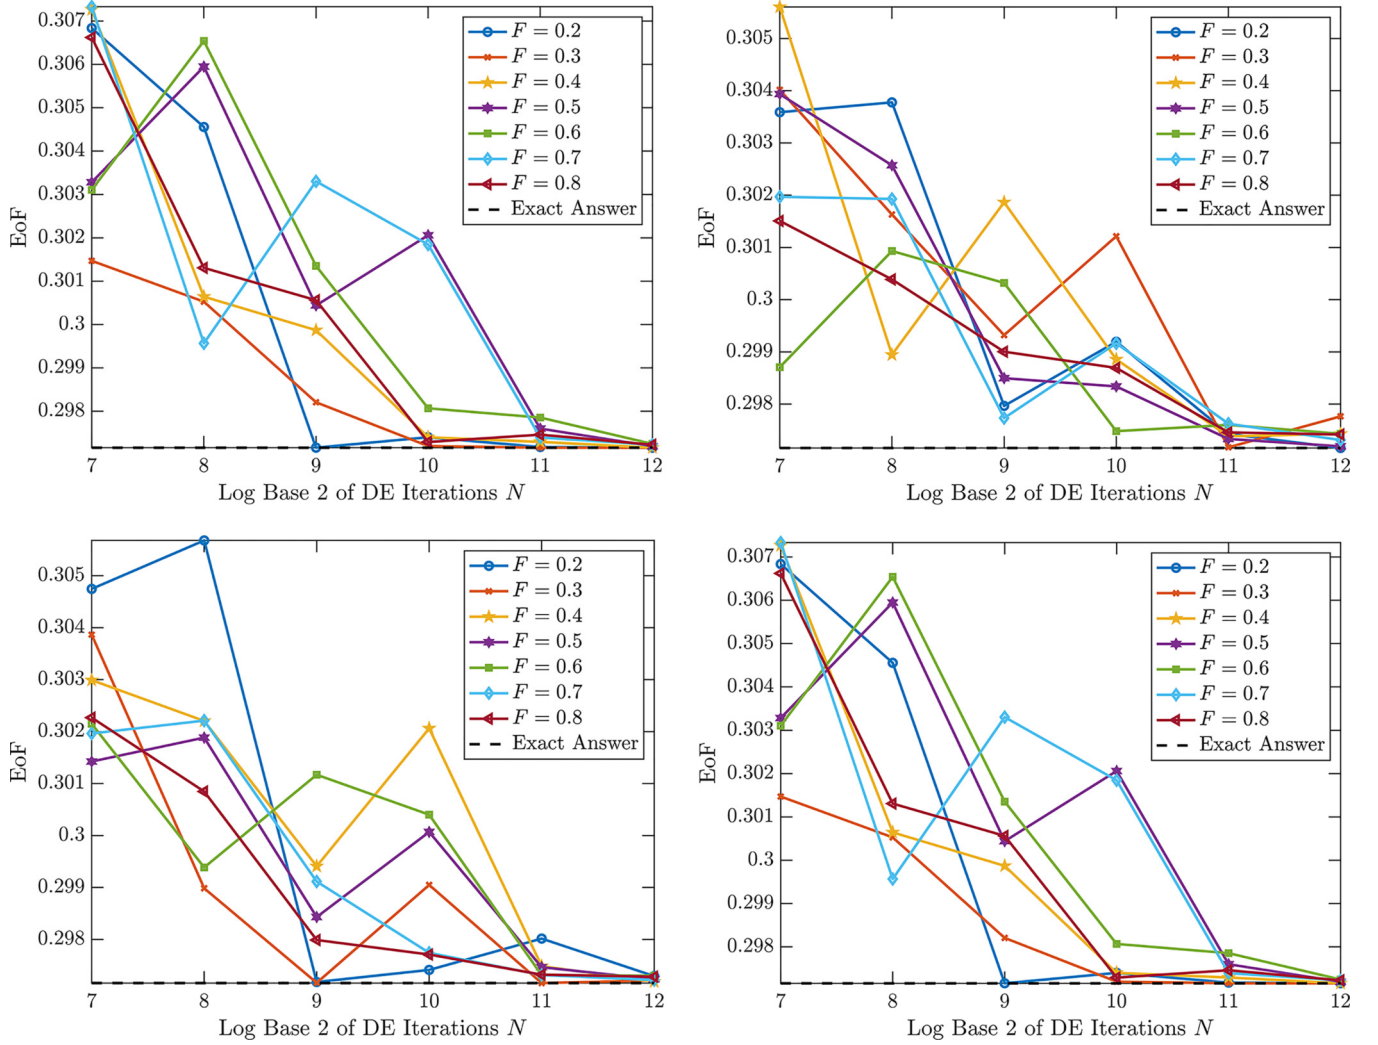 0.307
0.306
0.305
0.304
0.303
0.302
0.301
0.3
0.299
0.298
EoF
7 8 9 10 11 12
Log Base 2 of DE Iterations N
F = 0.2
F = 0.3
F = 0.4
F = 0.5
F = 0.6
F = 0.7
F = 0.8
Exact Answer
0.305
0.304
0.303
0.302
0.301
0.3
0.299
0.298
EoF
7 8 9 10 11 12
Log Base 2 of DE Iterations N
F = 0.2
F = 0.3
F = 0.4
F = 0.5
F = 0.6
F = 0.7
F = 0.8
Exact Answer
0.305
0.304
0.303
0.302
0.301
0.3
0.299
0.298
EoF
7 8 9 10 11 12
Log Base 2 of DE Iterations N
F = 0.2
F = 0.3
F = 0.4
F = 0.5
F = 0.6
F = 0.7
F = 0.8
Exact Answer
0.307
0.306
0.305
0.304
0.303
0.302
0.301
0.3
0.299
0.298
EoF
7 8 9 10 11 12
Log Base 2 of DE Iterations N
F = 0.2
F = 0.3
F = 0.4
F = 0.5
F = 0.6
F = 0.7
F = 0.8
Exact Answer